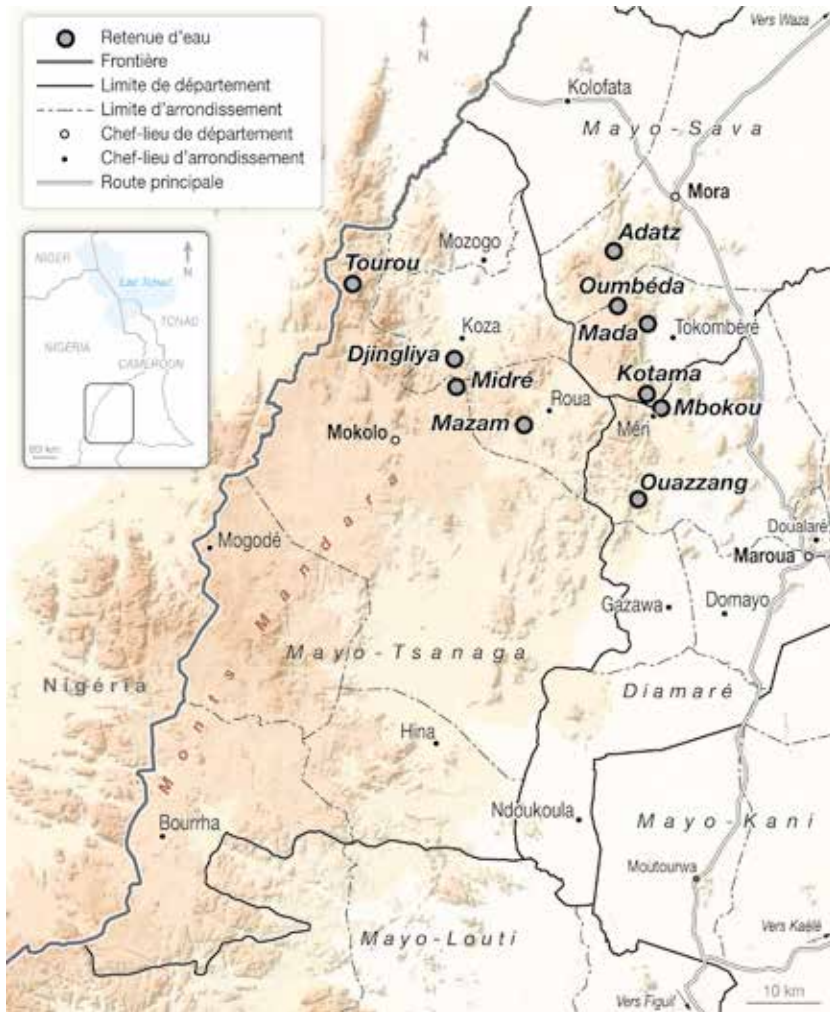 Retenue d'eau
Frontière
Limite de département
Limite d'arrondissement
Chef-lieu de département
Chef-lieu d'arrondissement
Route principale
N
Vers Waza
Kolofata
Mayo-Sava
Mora
NIGER
N
Lac Tchad
TCHAD
NIGÉRIA
CAMEROUN
Mozogo
Adatz
Tourou
Oumbéda
Koza
Mada
Tokombéré
Djingliya
Midré
Kotama
Roua
Mbokou
Mazam
Méri
Mokolo
Ouazzang
Doualaré
Mogodé
Maroua
Monts Mandara
Gazawa
Domayo
Mayo-Tsanaga
Nigéria
Diamaré
Hina
Ndoukoula
Bourrha
Mayo-Kani
Moutourwa
Mayo-Louti
Vers Kaélé
Vers Figuil
10 km